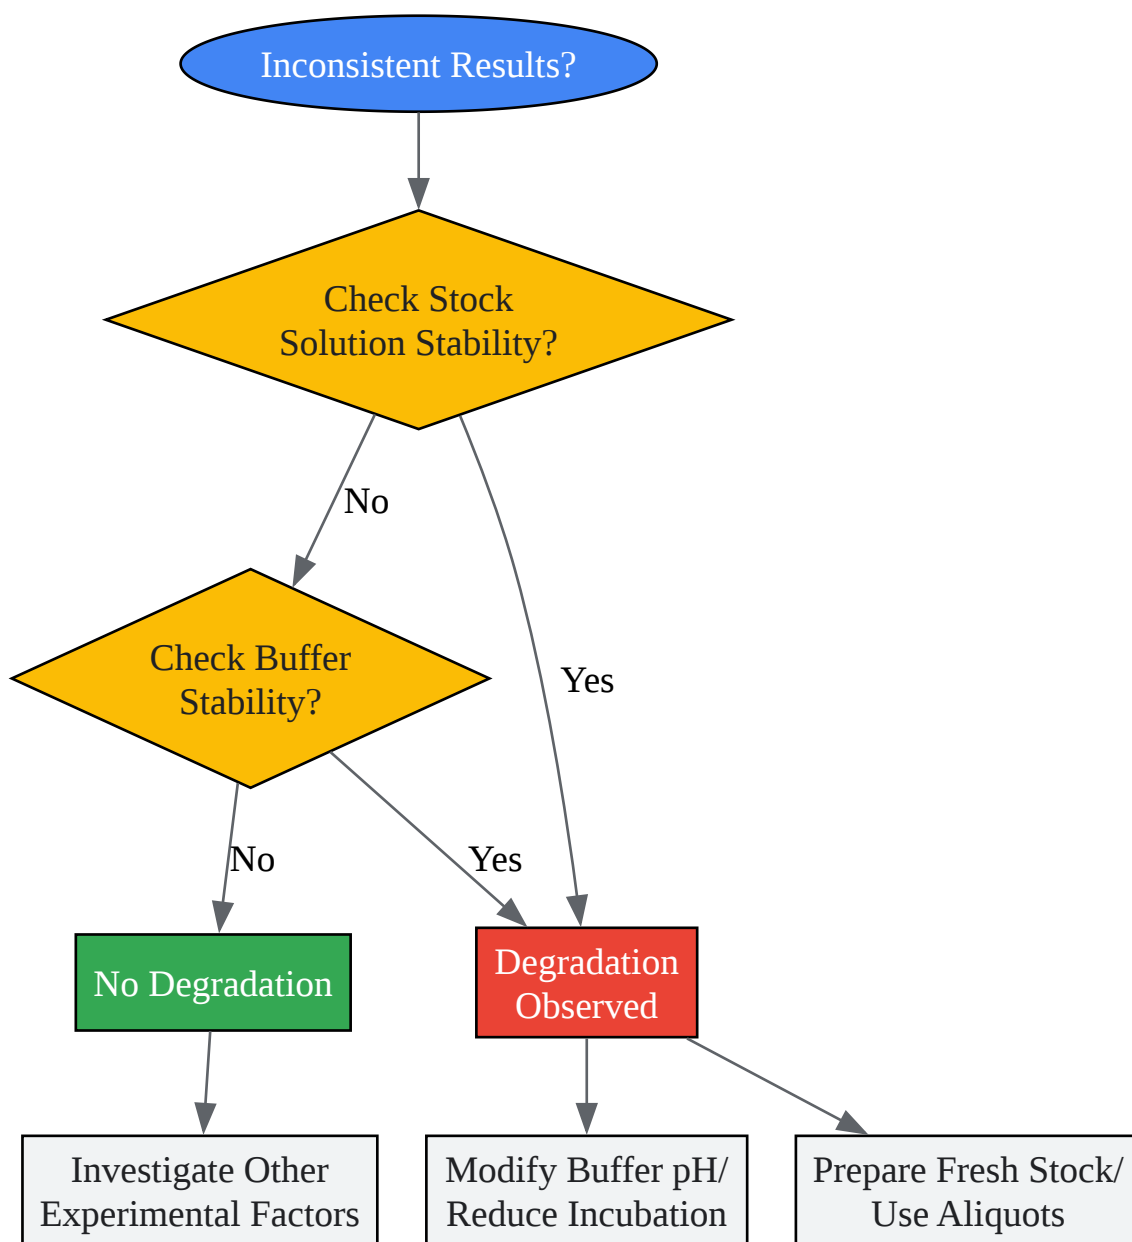 Inconsistent Results?
Check Stock
Solution Stability?
No
Check Buffer
Stability?
Yes
No
Yes
No Degradation
Degradation
Observed
Investigate Other
Experimental Factors
Modify Buffer pH/
Reduce Incubation
Prepare Fresh Stock/
Use Aliquots